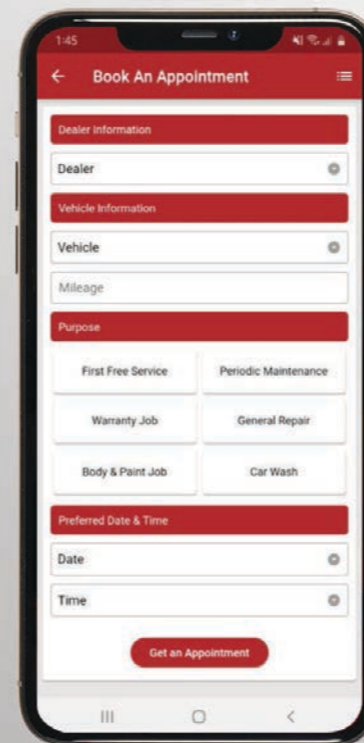 1:45
Book An Appointment
Dealer Information
Dealer
Vehicle Information
Vehicle
Mileage
Purpose
First Free Service Periodic Maintenance
Warranty Job General Repair
Body & Paint Job Car Wash
Preferred Date & Time
Date
Time
Get an Appointment